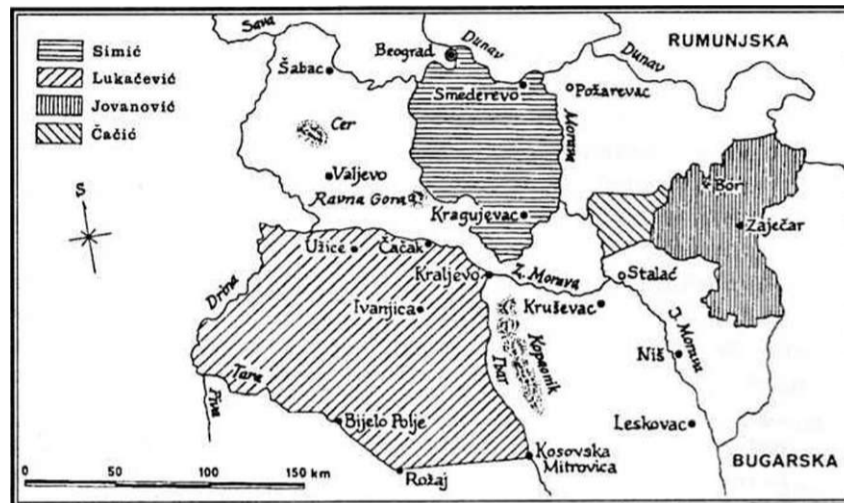 Simić
Lukačević
Jovanović
Čačić
S
Sava
Dunav
RUMUNJSKA
Beograd
Dunav
Šabac
Smederevo
Požarevac
Morava
Cer
Valjevo
Ravna Gora
Bor
Kragujevac
Zaječar
Užice
Čačak
Z. Morava
Stalać
Kraljevo
Drina
Ivanjica
Kruševac
J. Morava
Ibar
Kopaonik
Niš
Tara
Piva
Bijelo Polje
Leskovac
Kosovska
Mitrovica
BUGARSKA
Rožaj
0 50 100 150 km